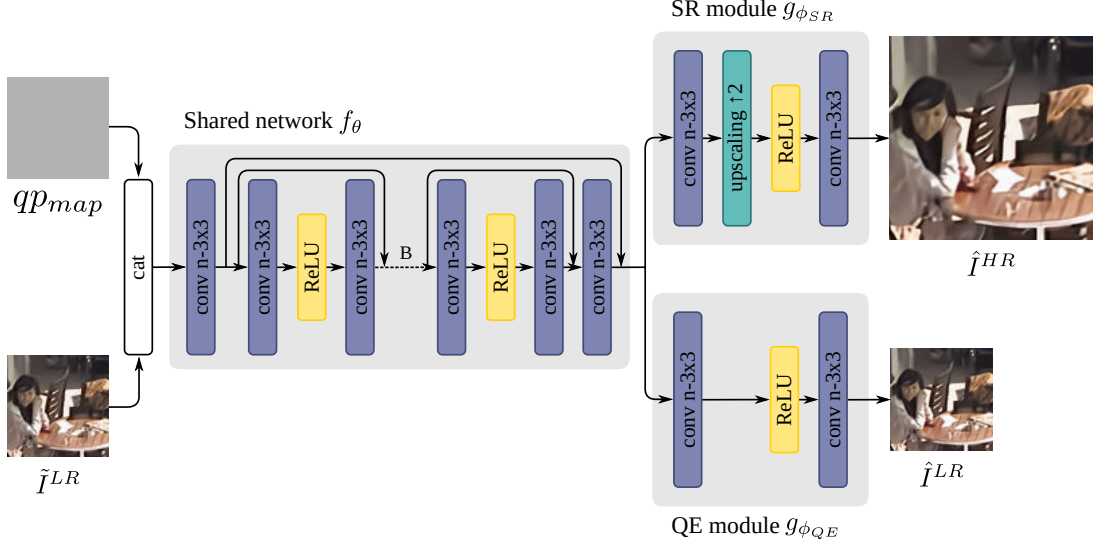 SR module $g_{\phi_{SR}}$
Shared network $f_\theta$
$qp_{map}$
cat
conv n-3x3
conv n-3x3
ReLU
conv n-3x3
B
conv n-3x3
ReLU
conv n-3x3
conv n-3x3
conv n-3x3
upscaling ↑2
ReLU
conv n-3x3
$\hat{I}^{HR}$
conv n-3x3
ReLU
conv n-3x3
$\tilde{I}^{LR}$
$\hat{I}^{LR}$
QE module $g_{\phi_{QE}}$